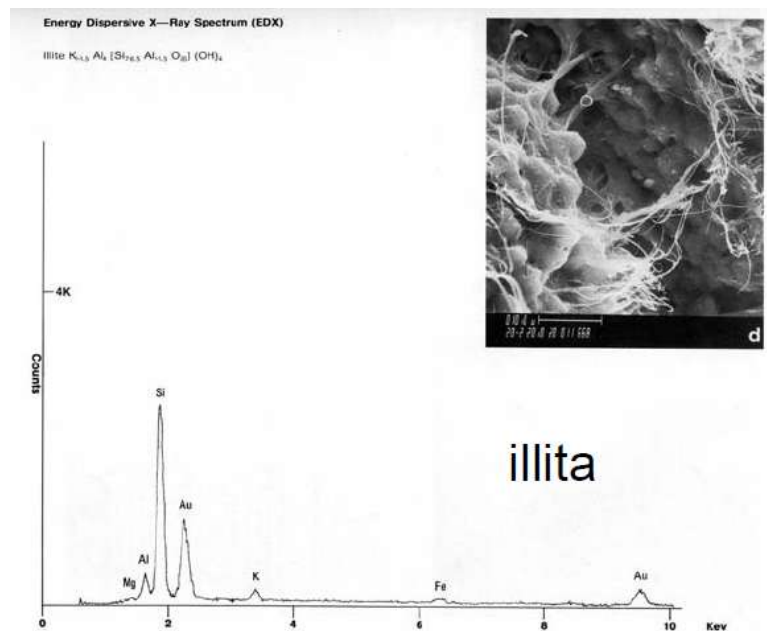 Energy Dispersive X—Ray Spectrum (EDX)
4K
Counts
Si
Au
Al
Mg
K
Fe
Au
0 2 4 6 8 10 Kev
d
illita